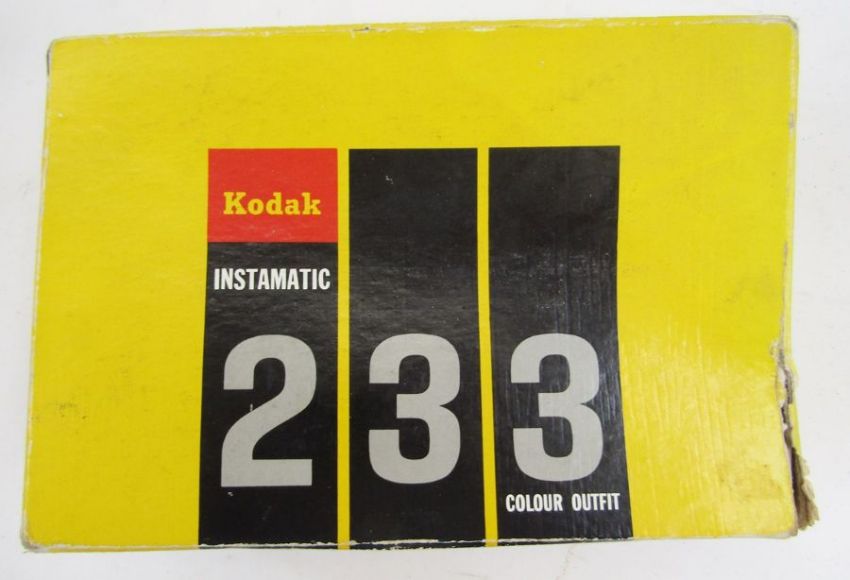 Kodak
INSTAMATIC
233
COLOUR OUTFIT